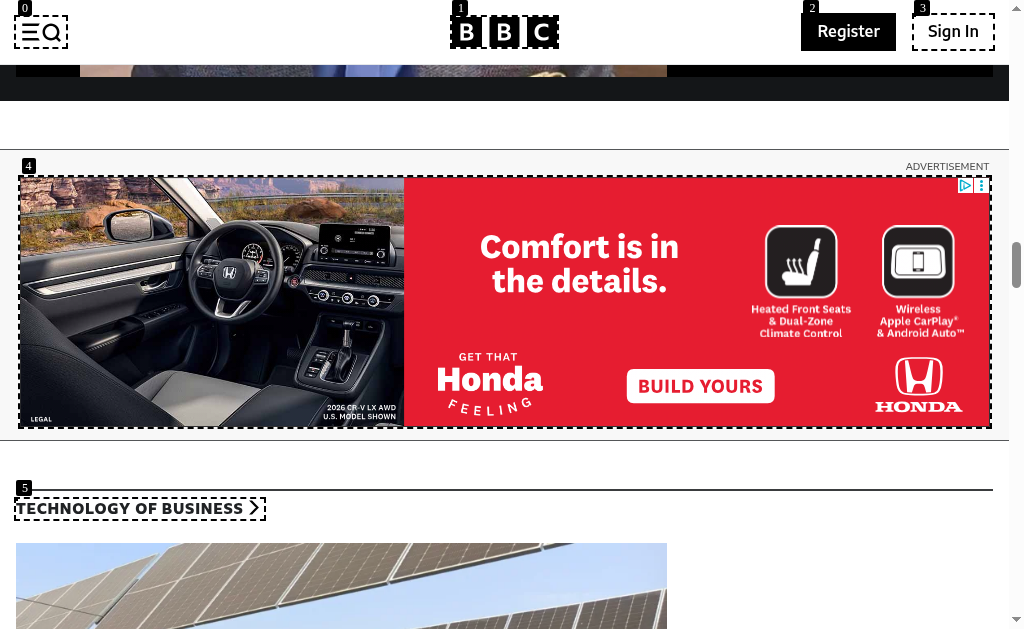 0
1
2
3
BBC
Register
Sign In
4
ADVERTISEMENT
Comfort is in
the details.
Heated Front Seats
& Dual-Zone
Climate Control
Wireless
Apple CarPlay®
& Android Auto™
GET THAT
Honda
FEELING
BUILD YOURS
HONDA
LEGAL
2026 CR-V LX AWD
U.S. MODEL SHOWN
5
TECHNOLOGY OF BUSINESS